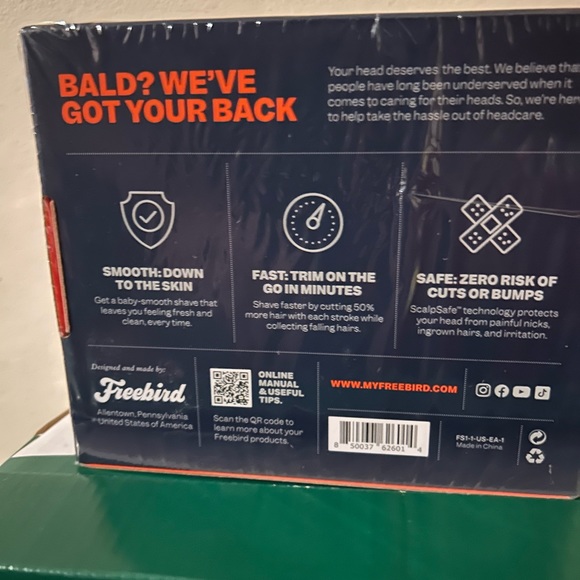 BALD? WE'VE
GOT YOUR BACK
Your head deserves the best. We believe that
people have long been underserved when it
comes to caring for their heads. So, we're here
to help take the hassle out of headcare.
SMOOTH: DOWN
TO THE SKIN
Get a baby-smooth shave that
leaves you feeling fresh and
clean, every time.
FAST: TRIM ON THE
GO IN MINUTES
Shave faster by cutting 50%
more hair with each stroke while
collecting falling hairs.
SAFE: ZERO RISK OF
CUTS OR BUMPS
ScalpSafe™ technology protects
your head from painful nicks,
ingrown hairs, and irritation.
Designed and made by:
Freebird
Allentown, Pennsylvania
United States of America
ONLINE
MANUAL
& USEFUL
TIPS.
Scan the QR code to
learn more about your
Freebird products.
WWW.MYFREEBIRD.COM
8 50037 62601 4
FS1-1-US-EA-1
Made in China